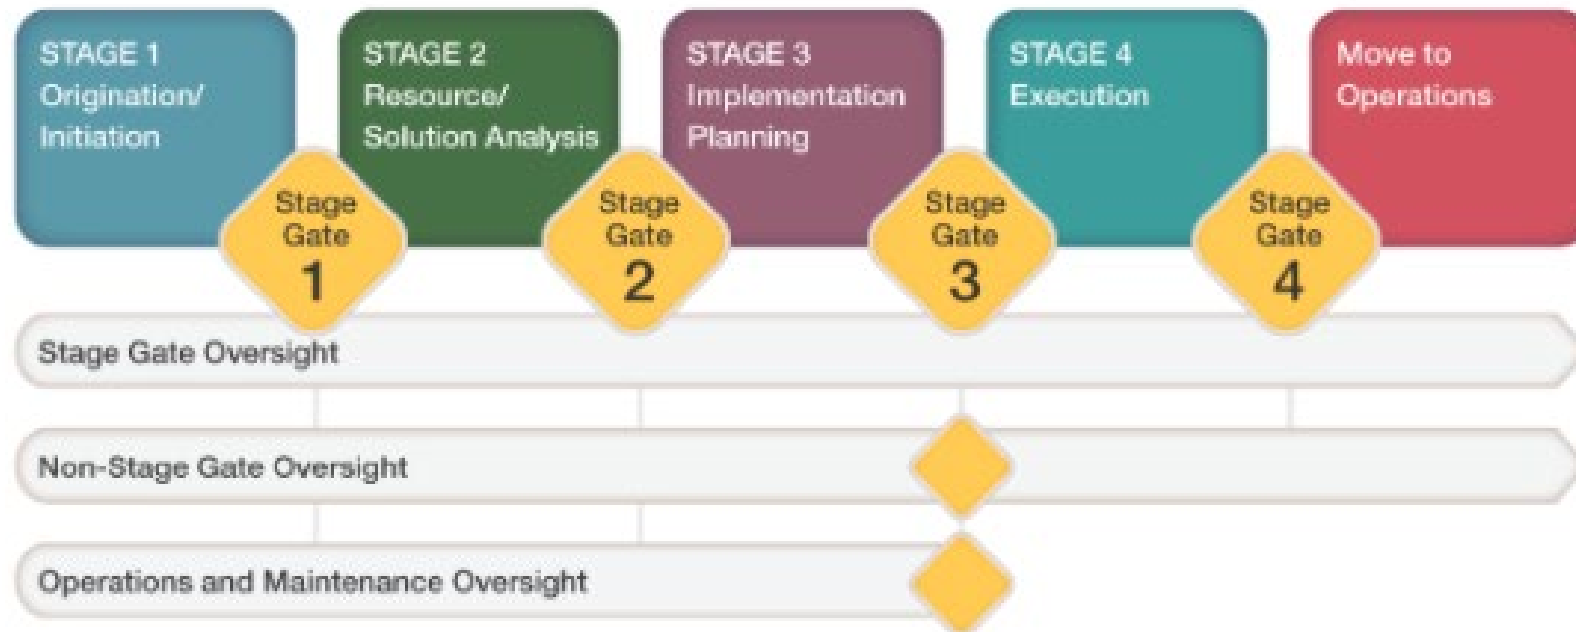 STAGE 1
Origination/
Initiation
STAGE 2
Resource/
Solution Analysis
STAGE 3
Implementation
Planning
STAGE 4
Execution
Move to
Operations
Stage
Gate
1
Stage
Gate
2
Stage
Gate
3
Stage
Gate
4
Stage Gate Oversight
Non-Stage Gate Oversight
Operations and Maintenance Oversight